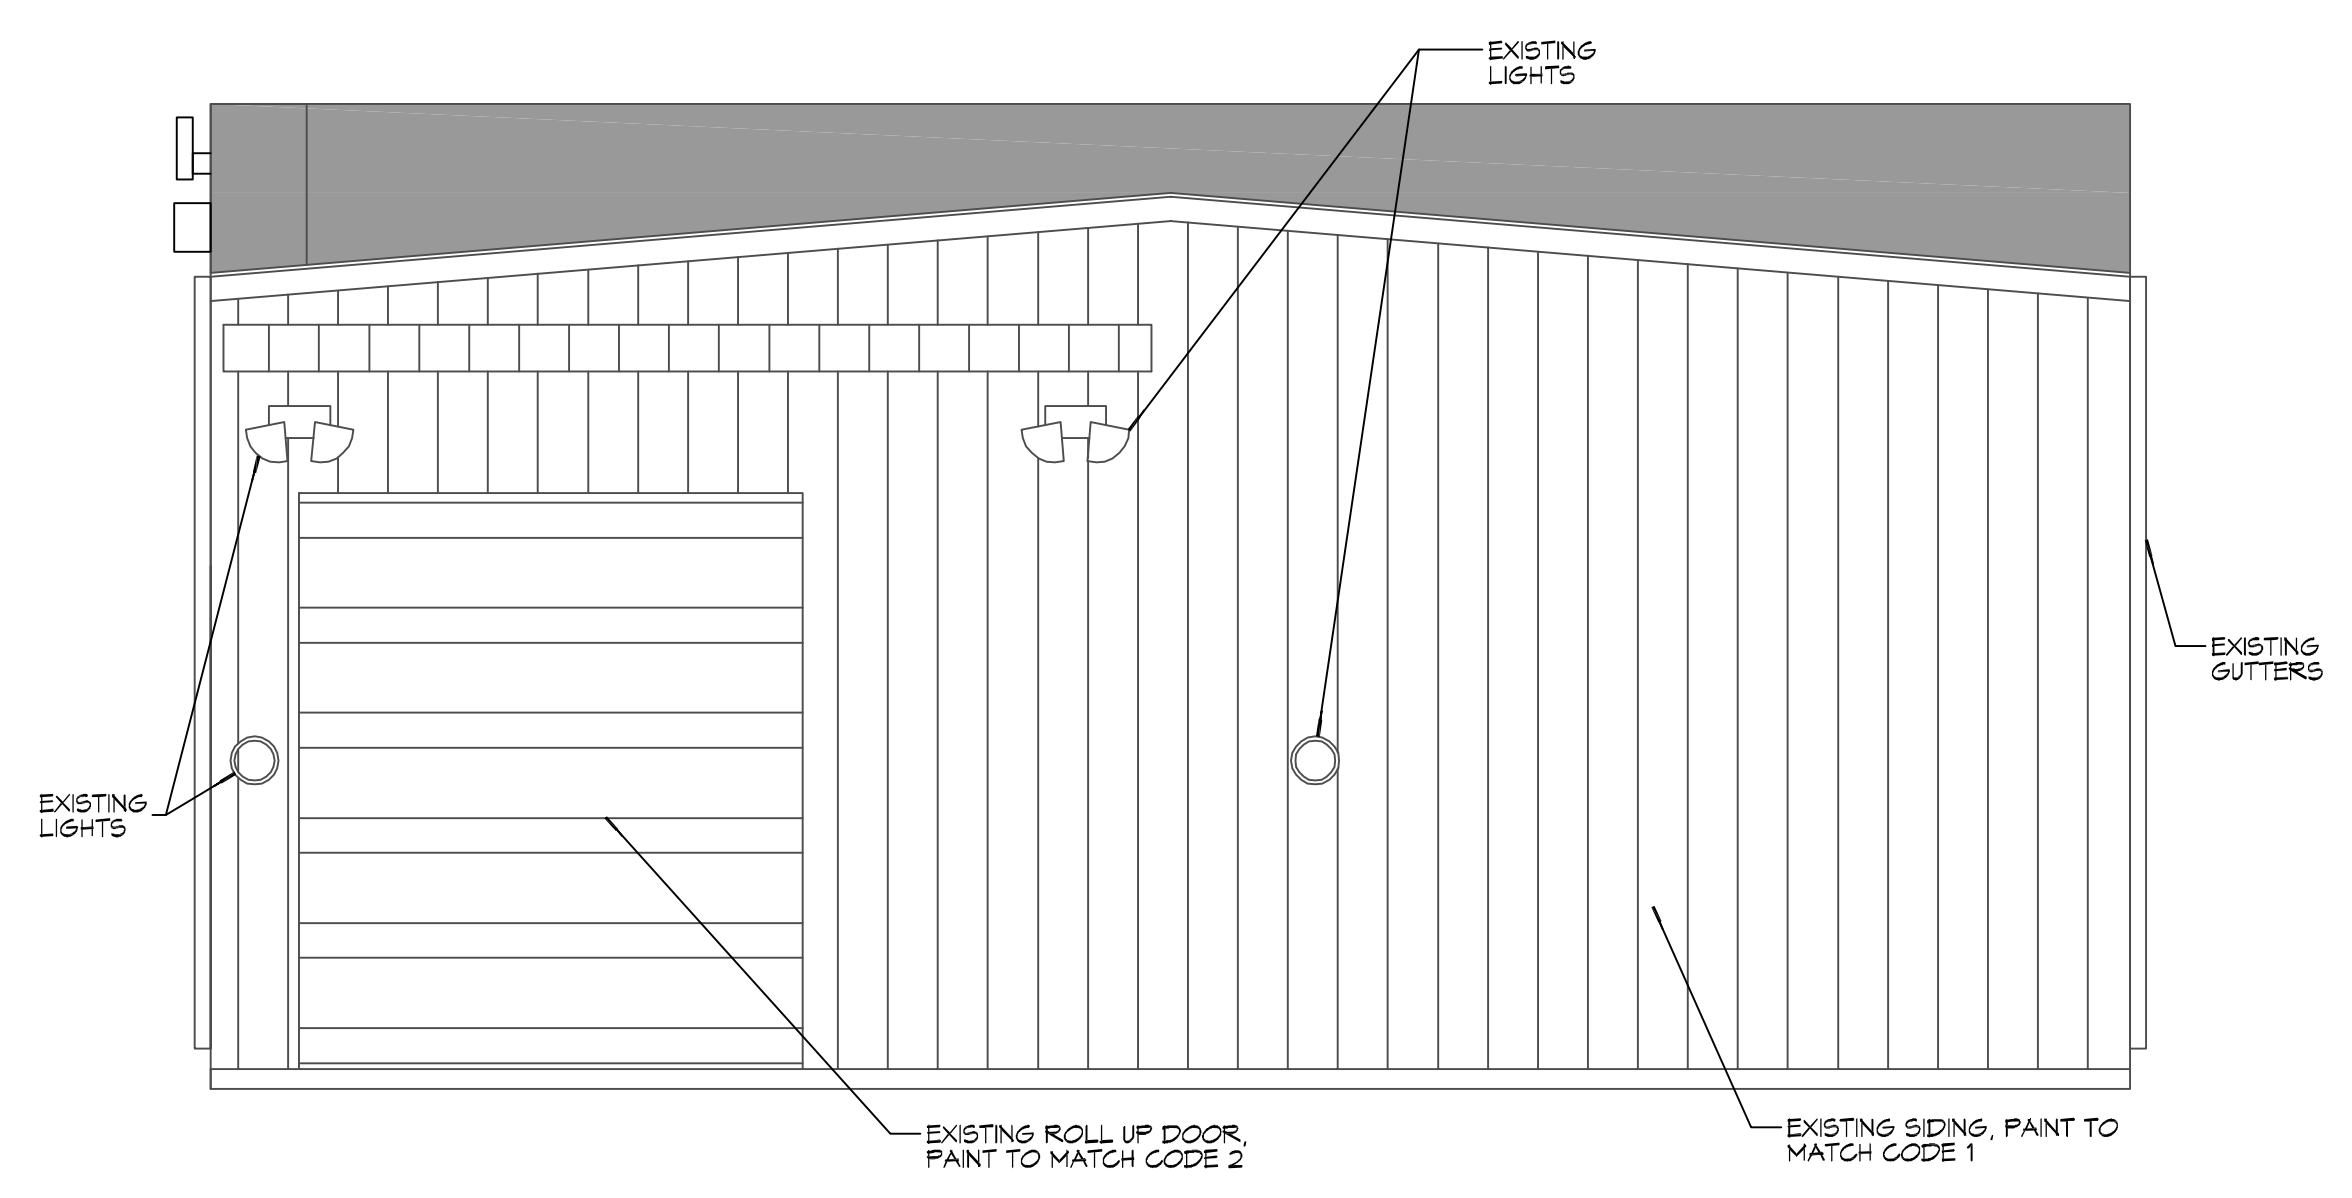 EXISTING
LIGHTS
EXISTING
GUTTERS
EXISTING
LIGHTS
EXISTING ROLL UP DOOR,
PAINT TO MATCH CODE 2
EXISTING SIDING, PAINT TO
MATCH CODE 1